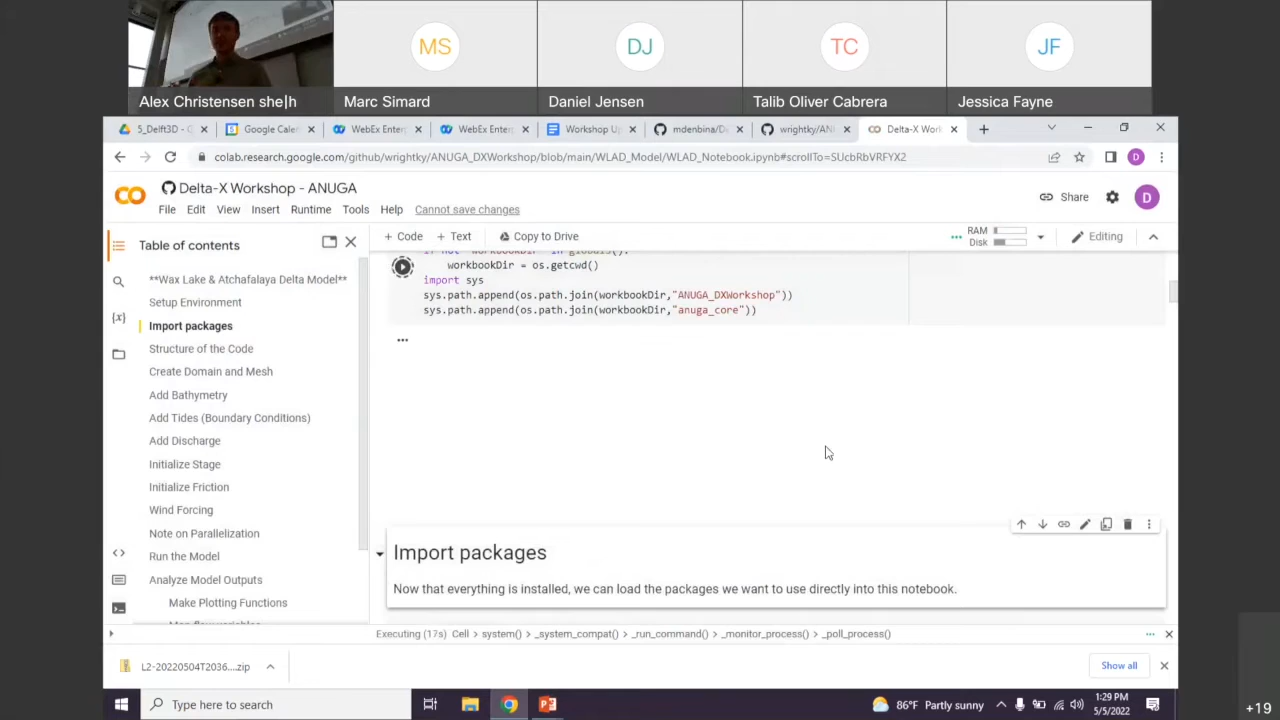 MS
DJ
TC
JF
Alex Christensen she|h
Marc Simard
Daniel Jensen
Talib Oliver Cabrera
Jessica Fayne
5_Delft3D - G
Google Calen
WebEx Enterp
WebEx Enterp
Workshop Up
mdenbina/De
wrightky/ANU
Delta-X Work
colab.research.google.com/github/wrightky/ANUGA_DXWorkshop/blob/main/WLAD_Model/WLAD_Notebook.ipynb#scrollTo=SUcbRbVRFYX2
D
Delta-X Workshop - ANUGA
Share
D
File Edit View Insert Runtime Tools Help Cannot save changes
Table of contents
+ Code + Text Copy to Drive
RAM
Disk
Editing
**Wax Lake & Atchafalaya Delta Model**
Setup Environment
Import packages
Structure of the Code
Create Domain and Mesh
Add Bathymetry
Add Tides (Boundary Conditions)
Add Discharge
Initialize Stage
Initialize Friction
Wind Forcing
Note on Parallelization
Run the Model
Analyze Model Outputs
Make Plotting Functions
workbookDir = os.getcwd()
import sys
sys.path.append(os.path.join(workbookDir,"ANUGA_DXWorkshop"))
sys.path.append(os.path.join(workbookDir,"anuga_core"))
Import packages
Now that everything is installed, we can load the packages we want to use directly into this notebook.
Executing (17s) Cell > system() > _system_compat() > _run_command() > _monitor_process() > _poll_process()
L2-20220504T2036....zip
Show all
Type here to search
86°F Partly sunny
1:29 PM
5/5/2022
+19